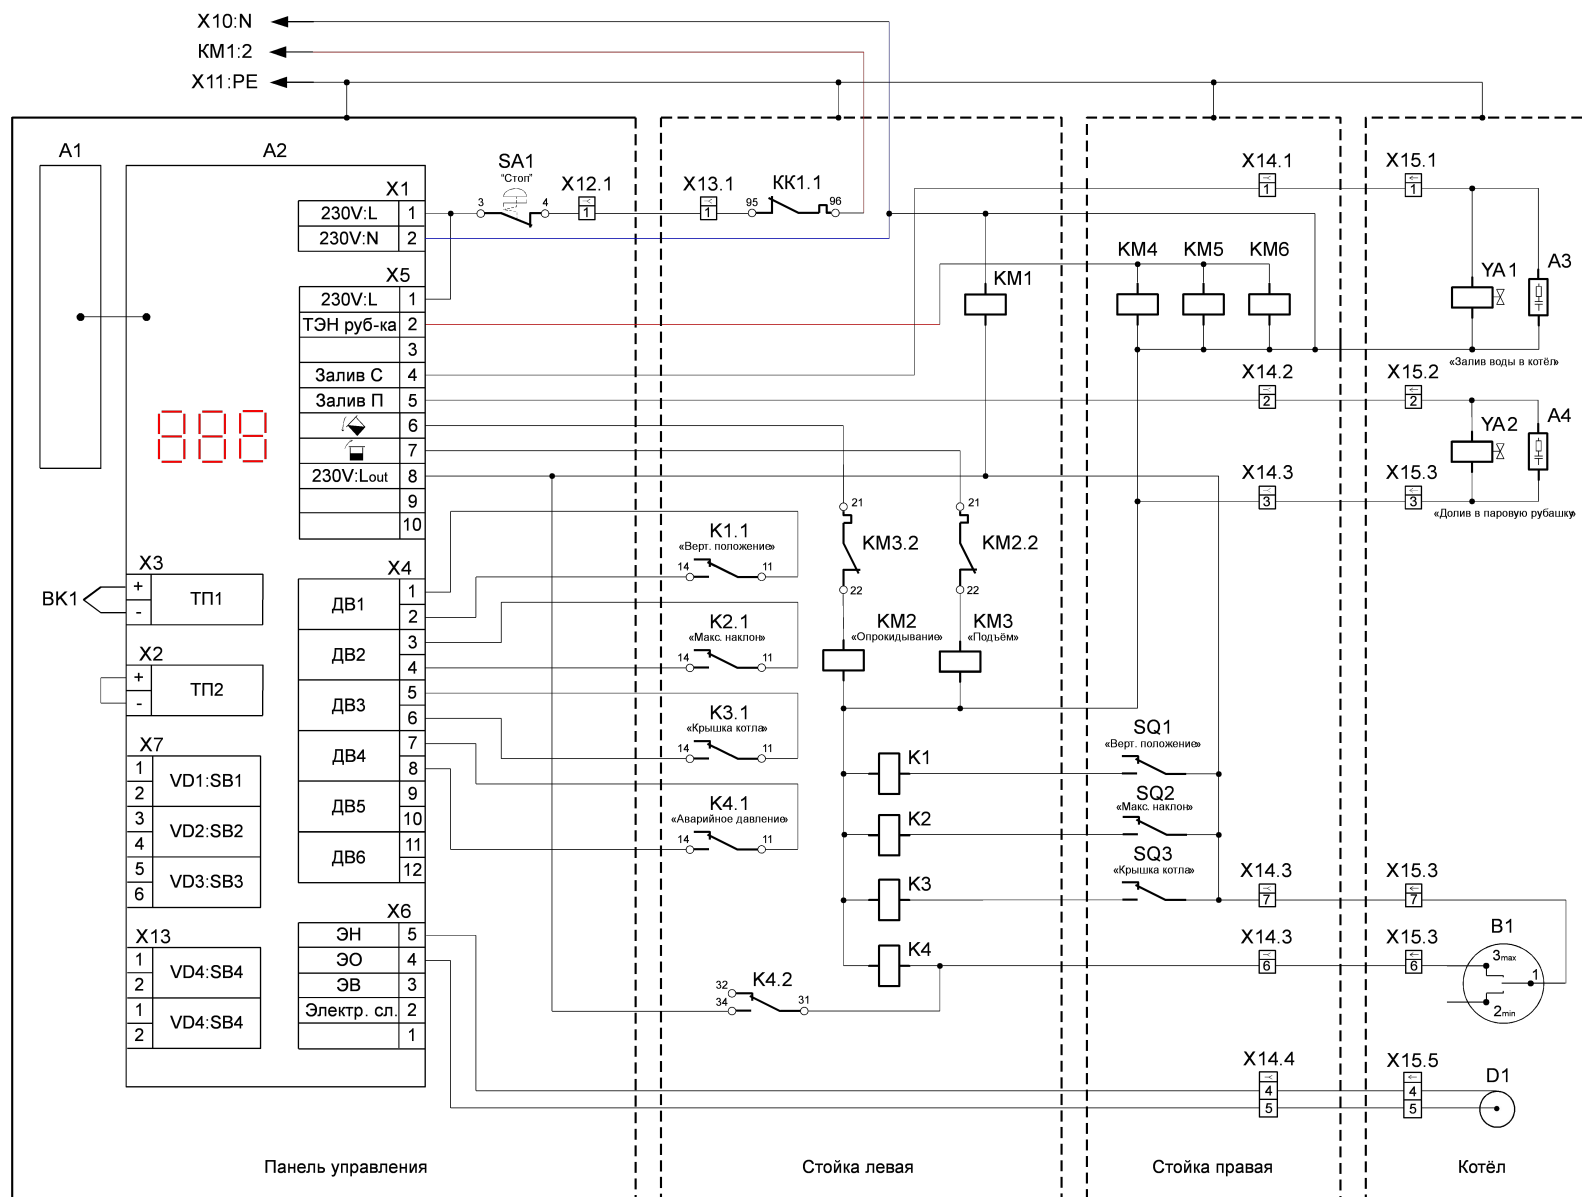 X10:N
КМ1:2
X11:PE
A1
A2
X1
230V:L 1
230V:N 2
X5
230V:L 1
ТЭН руб-ка 2
3
Залив С 4
Залив П 5
6
7
230V:Lout 8
9
10
X3
+
-
ТП1
BK1
X2
+
-
ТП2
X4
ДВ1 1
2
ДВ2 3
4
ДВ3 5
6
ДВ4 7
8
ДВ5 9
10
ДВ6 11
12
X7
1
2
VD1:SB1
3
4
VD2:SB2
5
6
VD3:SB3
X13
1
2
VD4:SB4
1
2
VD4:SB4
X6
ЭН 5
ЭО 4
ЭВ 3
Электр. сл. 2
1
SA1
"Стоп"
3 4
X12.1
1
Панель управления
X13.1
1
КК1.1
95 96
КМ1
K1.1
«Верт. положение»
14 11
K2.1
«Макс. наклон»
14 11
K3.1
«Крышка котла»
14 11
K4.1
«Аварийное давление»
14 11
21
КМ3.2
22
21
КМ2.2
22
КМ2
«Опрокидывание»
КМ3
«Подъём»
K1
K2
K3
K4
K4.2
32
34 31
Стойка левая
КМ4 КМ5 КМ6
X14.1
1
X14.2
2
X14.3
3
SQ1
«Верт. положение»
SQ2
«Макс. наклон»
SQ3
«Крышка котла»
X14.3
7
X14.3
6
X14.4
4
5
Стойка правая
X15.1
1
YA1 A3
«Залив воды в котёл»
X15.2
2
YA2 A4
X15.3
3
«Долив в паровую рубашку»
X15.3
7
X15.3
6
B1
3max
1
2min
X15.5
4
5
D1
Котёл